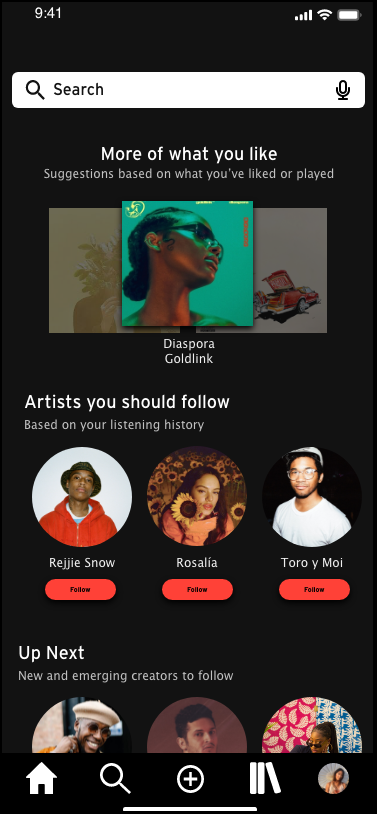 9:41
Search
More of what you like
Suggestions based on what you've liked or played
Diaspora
Goldlink
Artists you should follow
Based on your listening history
Rejjie Snow
Rosalía
Toro y Moi
Follow
Follow
Follow
Up Next
New and emerging creators to follow